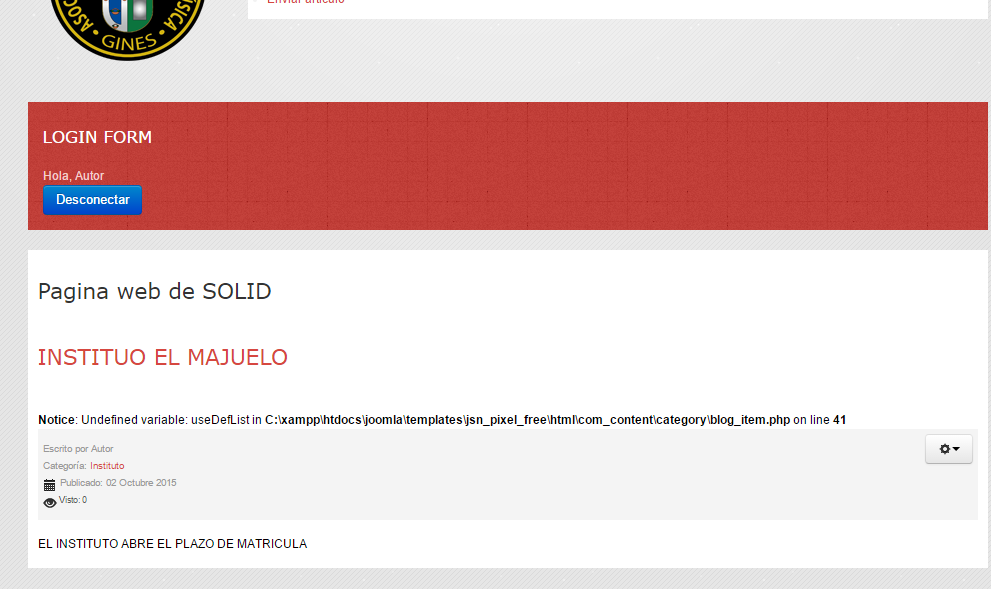 Enviar artículo
ASOC
ÍSICA
• GINES •
LOGIN FORM
Hola, Autor
Desconectar
Pagina web de SOLID
INSTITUO EL MAJUELO
Notice: Undefined variable: useDefList in C:\xampp\htdocs\joomla\templates\jsn_pixel_free\html\com_content\category\blog_item.php on line 41
Escrito por Autor
Categoría: Instituto
Publicado: 02 Octubre 2015
Visto: 0
EL INSTITUTO ABRE EL PLAZO DE MATRICULA